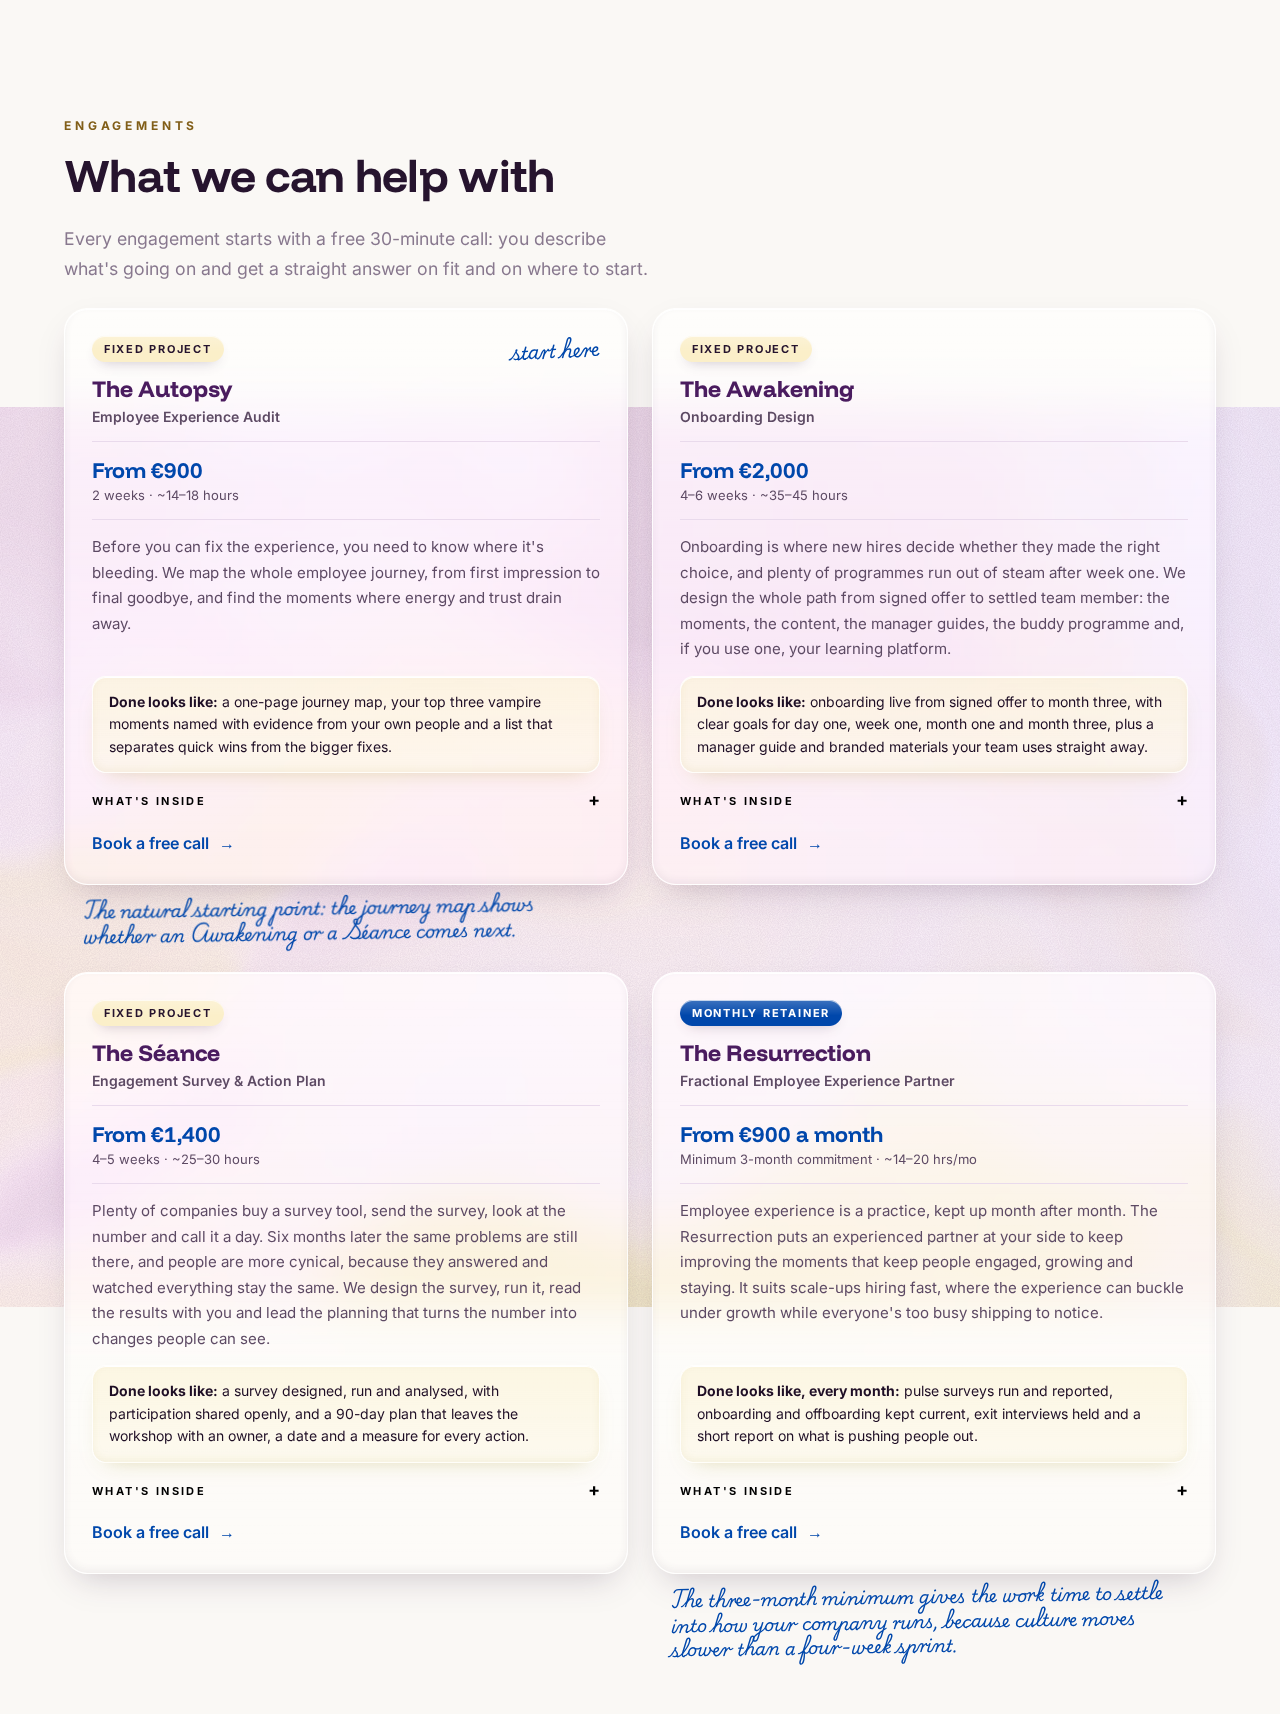 ENGAGEMENTS
What we can help with
Every engagement starts with a free 30-minute call: you describe
what's going on and get a straight answer on fit and on where to start.
FIXED PROJECT
start here
The Autopsy
Employee Experience Audit
From €900
2 weeks · ~14–18 hours
Before you can fix the experience, you need to know where it's
bleeding. We map the whole employee journey, from first impression to
final goodbye, and find the moments where energy and trust drain
away.
Done looks like: a one-page journey map, your top three vampire
moments named with evidence from your own people and a list that
separates quick wins from the bigger fixes.
WHAT'S INSIDE +
Book a free call →
The natural starting point: the journey map shows
whether an Awakening or a Séance comes next.
FIXED PROJECT
The Awakening
Onboarding Design
From €2,000
4–6 weeks · ~35–45 hours
Onboarding is where new hires decide whether they made the right
choice, and plenty of programmes run out of steam after week one. We
design the whole path from signed offer to settled team member: the
moments, the content, the manager guides, the buddy programme and,
if you use one, your learning platform.
Done looks like: onboarding live from signed offer to month three, with
clear goals for day one, week one, month one and month three, plus a
manager guide and branded materials your team uses straight away.
WHAT'S INSIDE +
Book a free call →
FIXED PROJECT
The Séance
Engagement Survey & Action Plan
From €1,400
4–5 weeks · ~25–30 hours
Plenty of companies buy a survey tool, send the survey, look at the
number and call it a day. Six months later the same problems are still
there, and people are more cynical, because they answered and
watched everything stay the same. We design the survey, run it, read
the results with you and lead the planning that turns the number into
changes people can see.
Done looks like: a survey designed, run and analysed, with
participation shared openly, and a 90-day plan that leaves the
workshop with an owner, a date and a measure for every action.
WHAT'S INSIDE +
Book a free call →
MONTHLY RETAINER
The Resurrection
Fractional Employee Experience Partner
From €900 a month
Minimum 3-month commitment · ~14–20 hrs/mo
Employee experience is a practice, kept up month after month. The
Resurrection puts an experienced partner at your side to keep
improving the moments that keep people engaged, growing and
staying. It suits scale-ups hiring fast, where the experience can buckle
under growth while everyone's too busy shipping to notice.
Done looks like, every month: pulse surveys run and reported,
onboarding and offboarding kept current, exit interviews held and a
short report on what is pushing people out.
WHAT'S INSIDE +
Book a free call →
The three-month minimum gives the work time to settle
into how your company runs, because culture moves
slower than a four-week sprint.